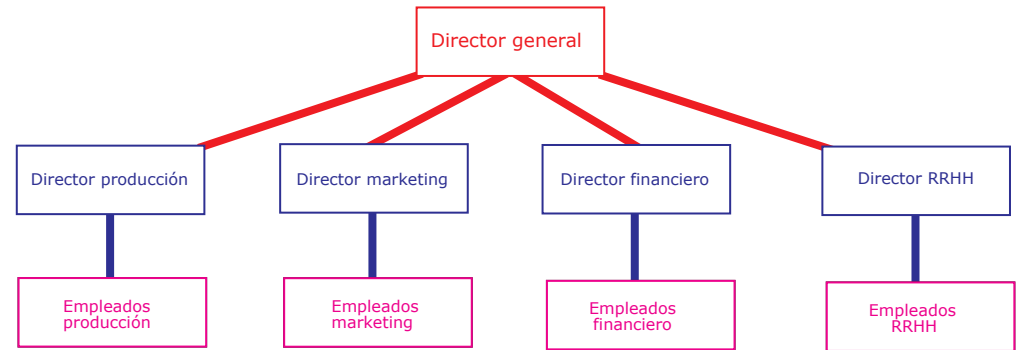 Director general
Director producción
Director marketing
Director financiero
Director RRHH
Empleados
producción
Empleados
marketing
Empleados
financiero
Empleados
RRHH